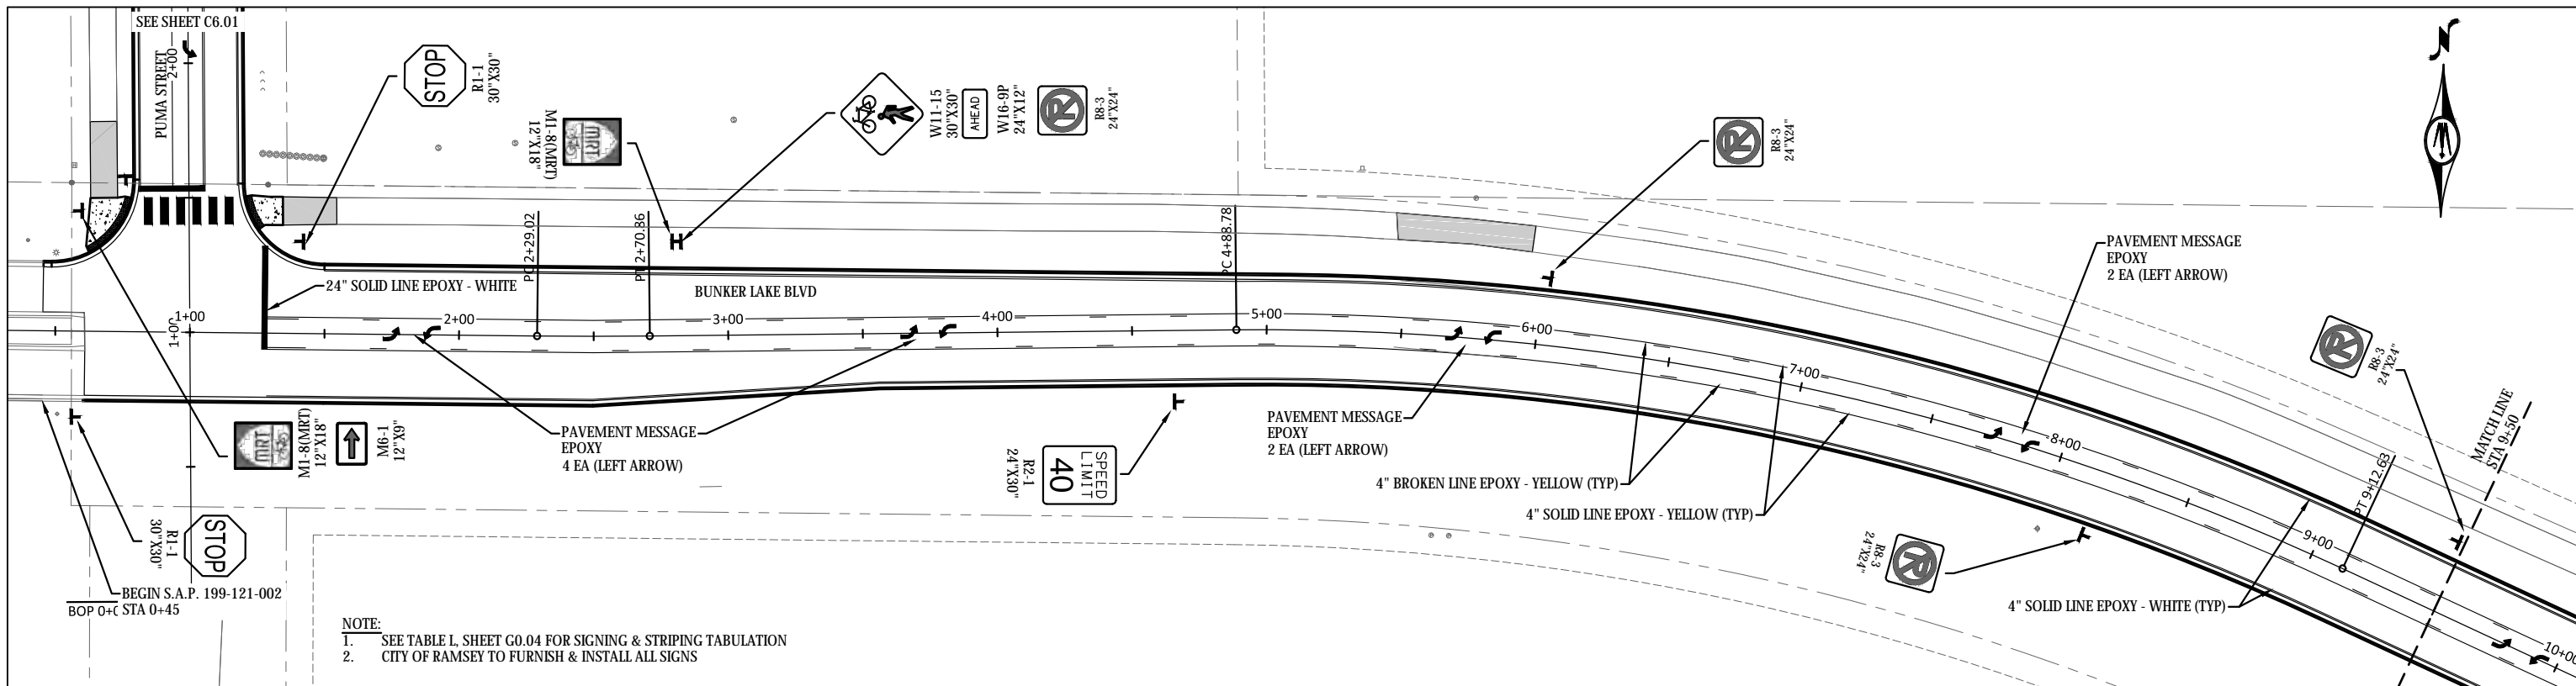 SEE SHEET C6.01
PUMA STREET
2+00
STOP
R1-1
30"X30"
MRT
M1-8(MRT)
12"X18"
W11-15
30"X30"
AHEAD
W16-9P
24"X12"
R8-3
24"X24"
R8-3
24"X24"
N
PAVEMENT MESSAGE
EPOXY
2 EA (LEFT ARROW)
PC 2+29.02
PT 2+70.86
PC 4+88.78
24" SOLID LINE EPOXY - WHITE
BUNKER LAKE BLVD
1+00
1+00
2+00
3+00
4+00
5+00
6+00
7+00
8+00
9+00
10+00
PT 9+12.63
R8-3
24"X24"
MATCH LINE
STA 9+50
MRT
M1-8(MRT)
12"X18"
M6-1
12"X9"
PAVEMENT MESSAGE
EPOXY
4 EA (LEFT ARROW)
SPEED
LIMIT
40
R2-1
24"X30"
PAVEMENT MESSAGE
EPOXY
2 EA (LEFT ARROW)
4" BROKEN LINE EPOXY - YELLOW (TYP)
4" SOLID LINE EPOXY - YELLOW (TYP)
R8-3
24"X24"
4" SOLID LINE EPOXY - WHITE (TYP)
STOP
R1-1
30"X30"
BEGIN S.A.P. 199-121-002
STA 0+45
BOP 0+0
NOTE:
1. SEE TABLE L, SHEET G0.04 FOR SIGNING & STRIPING TABULATION
2. CITY OF RAMSEY TO FURNISH & INSTALL ALL SIGNS